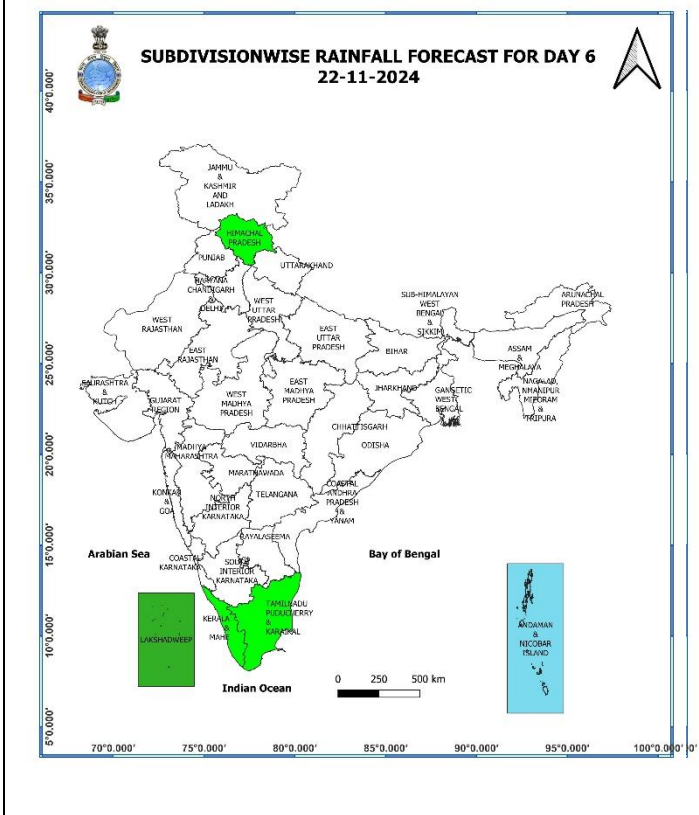 SUBDIVISIONWISE RAINFALL FORECAST FOR DAY 6
22-11-2024
40°0.000'
35°0.000'
30°0.000'
25°0.000'
20°0.000'
15°0.000'
10°0.000'
5°0.000'
JAMMU
&
KASHMIR
AND
LADAKH
HIMACHAL
PRADESH
PUNJAB
UTTARAKHAND
HARYANA
CHANDIGARH
&
DELHI
WEST
UTTAR
PRADESH
SUB-HIMALAYAN
WEST
BENGAL
&
SIKKIM
ARUNACHAL
PRADESH
WEST
RAJASTHAN
EAST
RAJASTHAN
EAST
UTTAR
PRADESH
BIHAR
ASSAM
&
MEGHALAYA
SAURASHTRA
&
KUTCH
GUJARAT
REGION
WEST
MADHYA
PRADESH
EAST
MADHYA
PRADESH
JHARKHAND
GANGETIC
WEST
BENGAL
&
TRIPURA
CHHATTISGARH
ODISHA
MADHYA
MAHARASHTRA
VIDARBHA
MARATHAWADA
KONKAN
&
GOA
NORTH
INTERIOR
KARNATAKA
TELANGANA
COASTAL
ANDHRA
PRADESH
&
YANAM
RAYALASEEMA
Arabian Sea
Bay of Bengal
COASTAL
KARNATAKA
SOUTH
INTERIOR
KARNATAKA
LAKSHADWEEP
KERALA
&
MAHE
TAMILNADU
PUDUCHERRY
&
KARAIKAL
ANDAMAN
&
NICOBAR
ISLAND
Indian Ocean
0 250 500 km
70°0.000' 75°0.000' 80°0.000' 85°0.000' 90°0.000' 95°0.000' 100°0.000'